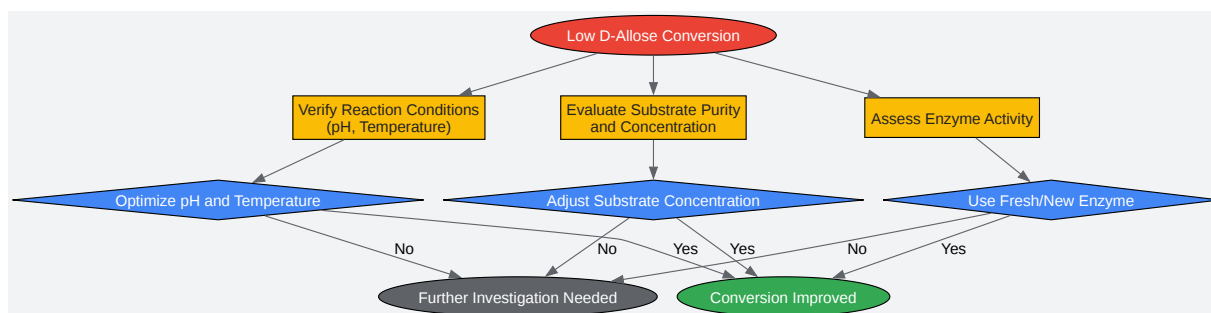 Low D-Allose Conversion
Verify Reaction Conditions
(pH, Temperature)
Evaluate Substrate Purity
and Concentration
Assess Enzyme Activity
Optimize pH and Temperature
Adjust Substrate Concentration
Use Fresh/New Enzyme
No
No
Yes
Yes
No
Yes
Further Investigation Needed
Conversion Improved